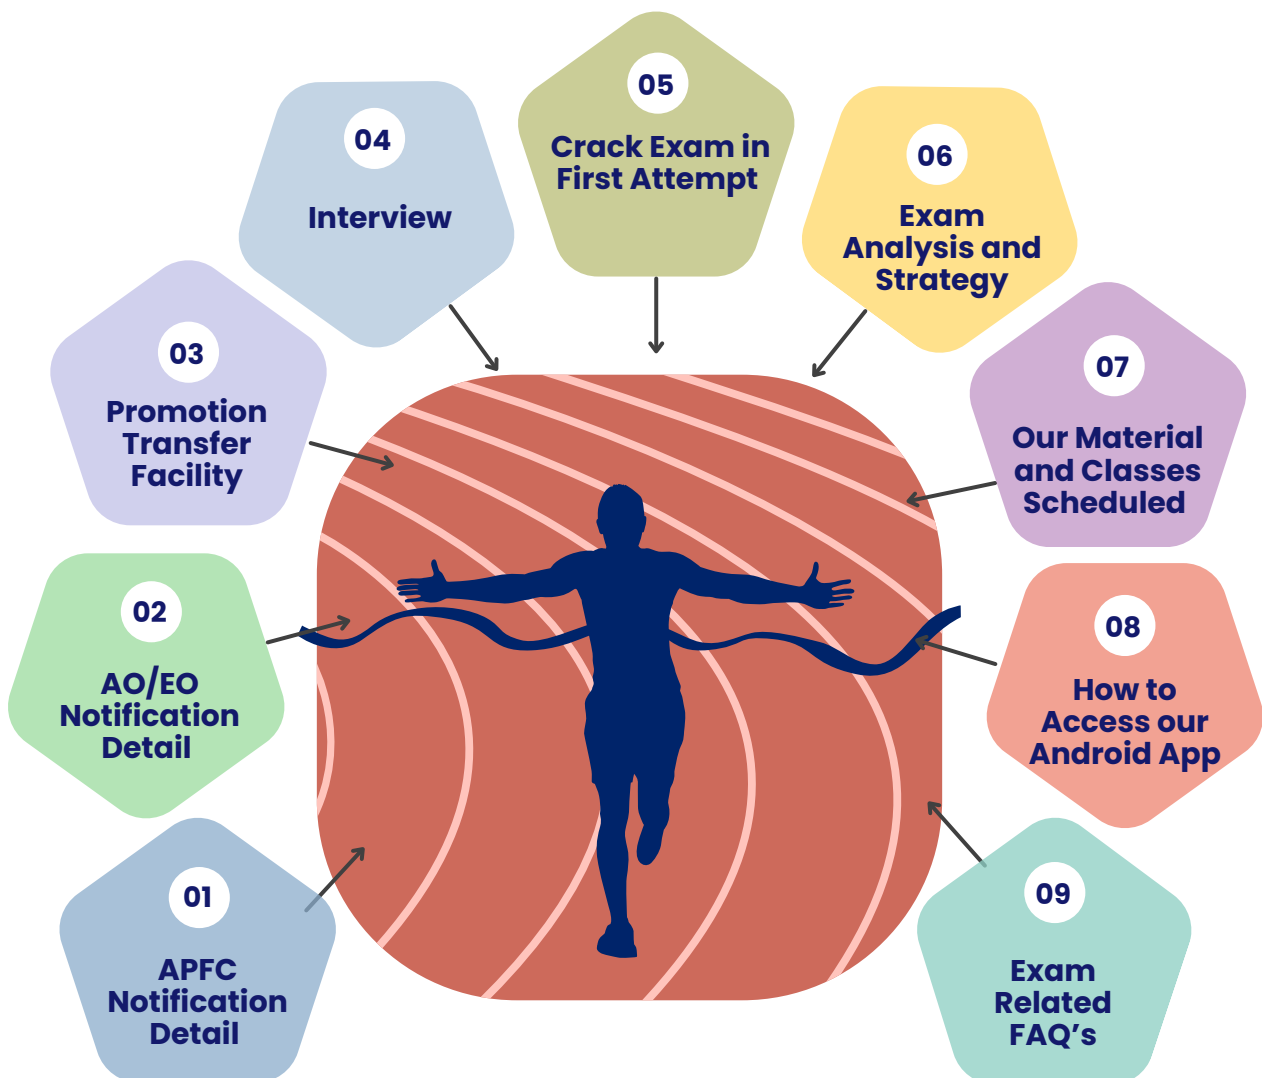 01
APFC
Notification
Detail
02
AO/EO
Notification
Detail
03
Promotion
Transfer
Facility
04
Interview
05
Crack Exam in
First Attempt
06
Exam
Analysis and
Strategy
07
Our Material
and Classes
Scheduled
08
How to
Access our
Android App
09
Exam
Related
FAQ’s